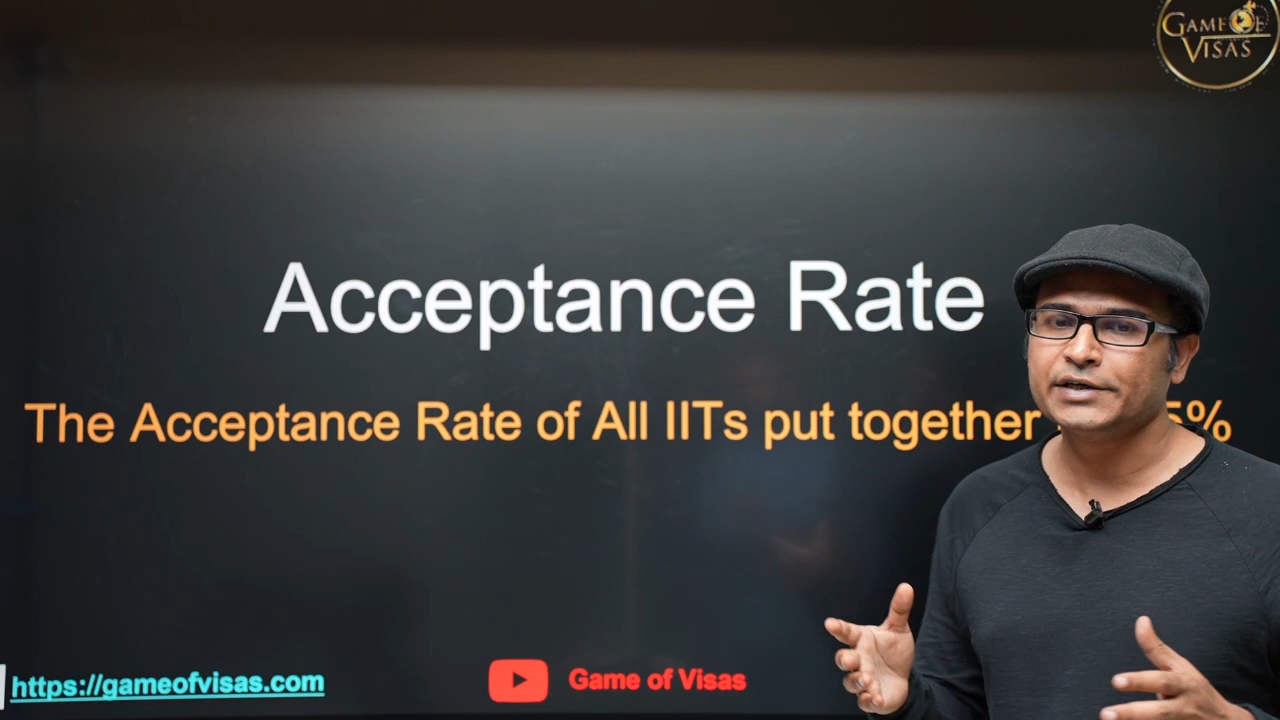 GAME OF
VISAS
Acceptance Rate
The Acceptance Rate of All IITs put together 5%
https://gameofvisas.com
Game of Visas